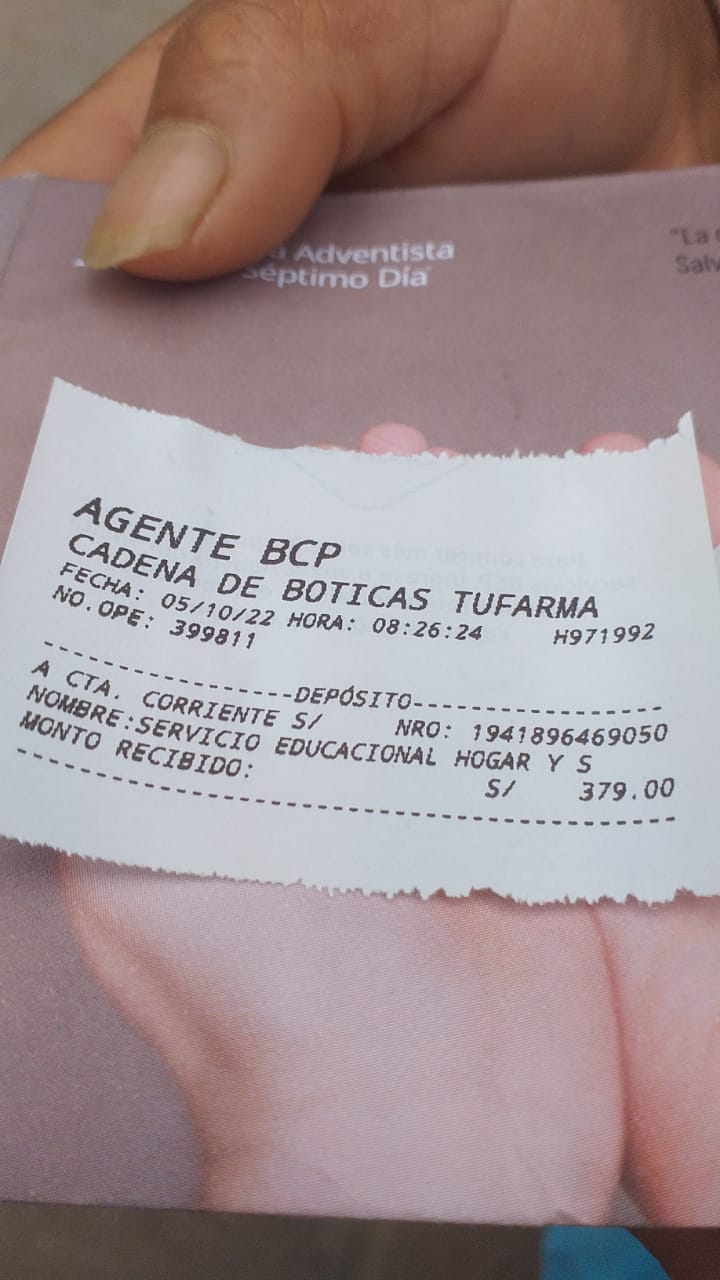 Adventista
Séptimo Día
"La
AGENTE BCP
CADENA DE BOTICAS TUFARMA
FECHA: 05/10/22 HORA: 08:26:24 H971992
NO.OPE: 399811
----------------DEPÓSITO-----------------
A CTA. CORRIENTE S/ NRO: 1941896469050
NOMBRE:SERVICIO EDUCACIONAL HOGAR Y S
MONTO RECIBIDO: S/ 379.00